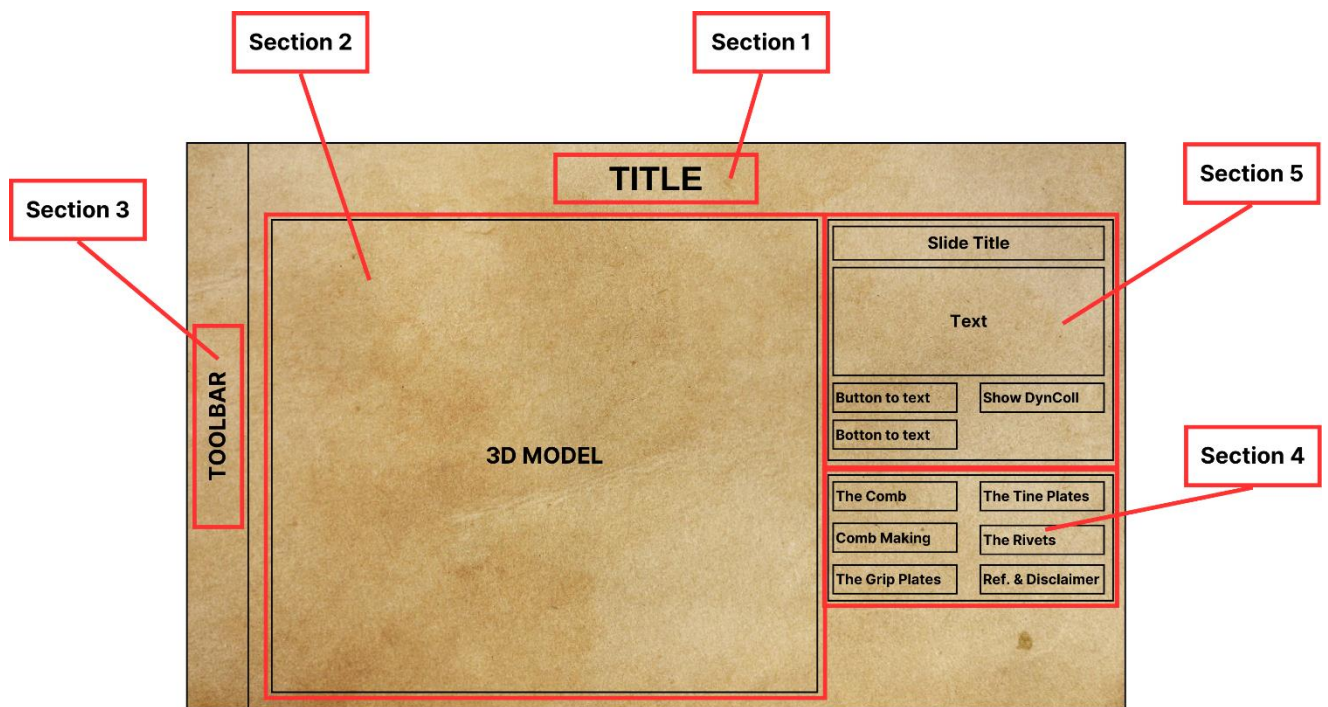 Section 2
Section 1
TITLE
Section 5
Section 3
Slide Title
Text
Button to text
Show DynColl
Botton to text
TOOLBAR
3D MODEL
Section 4
The Comb
The Tine Plates
Comb Making
The Rivets
The Grip Plates
Ref. & Disclaimer